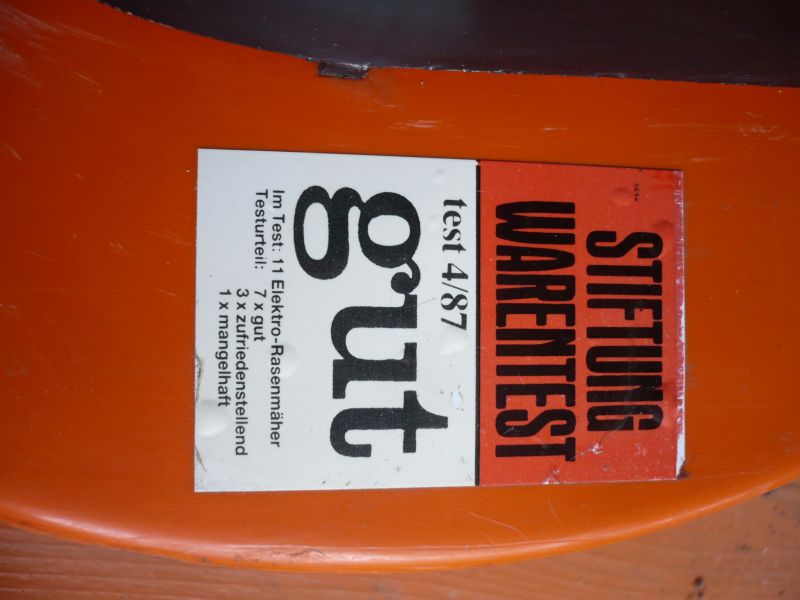 STIFTUNG
WARENTEST
test 4/87
gut
Im Test: 11 Elektro-Rasenmäher
Testurteil: 7 x gut
3 x zufriedenstellend
1 x mangelhaft